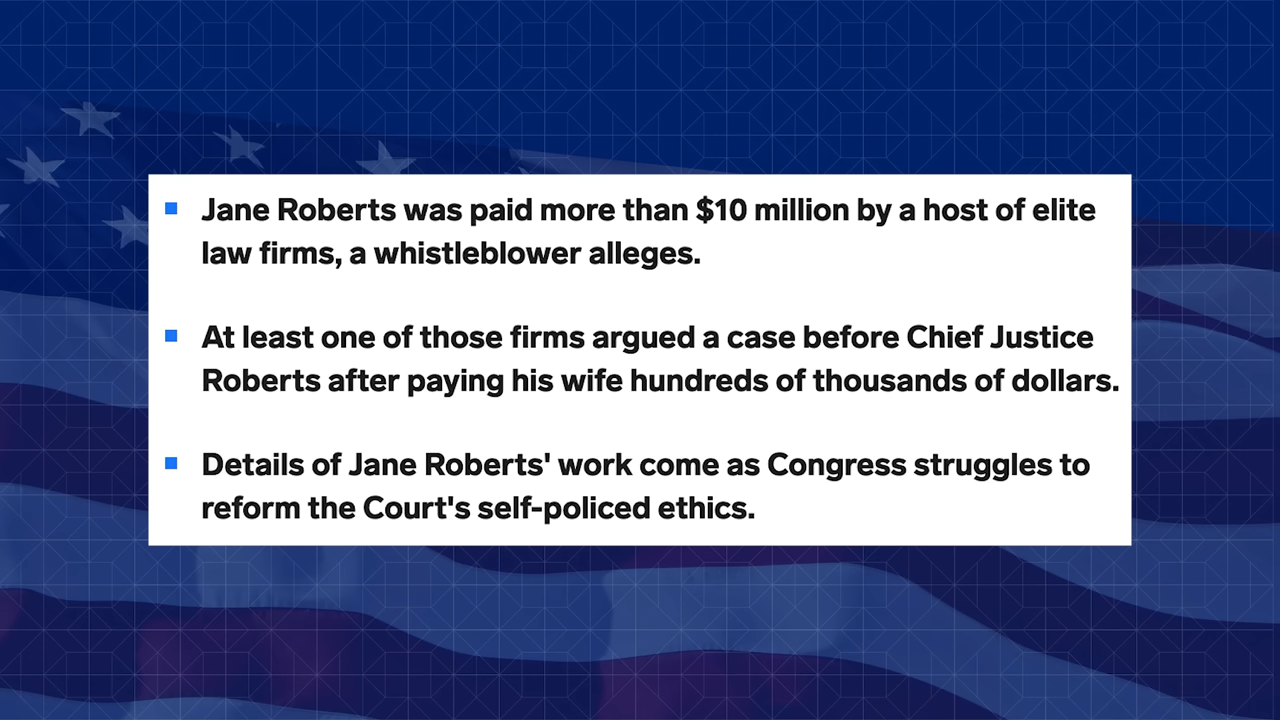 Jane Roberts was paid more than $10 million by a host of elite
law firms, a whistleblower alleges.
At least one of those firms argued a case before Chief Justice
Roberts after paying his wife hundreds of thousands of dollars.
Details of Jane Roberts' work come as Congress struggles to
reform the Court's self-policed ethics.